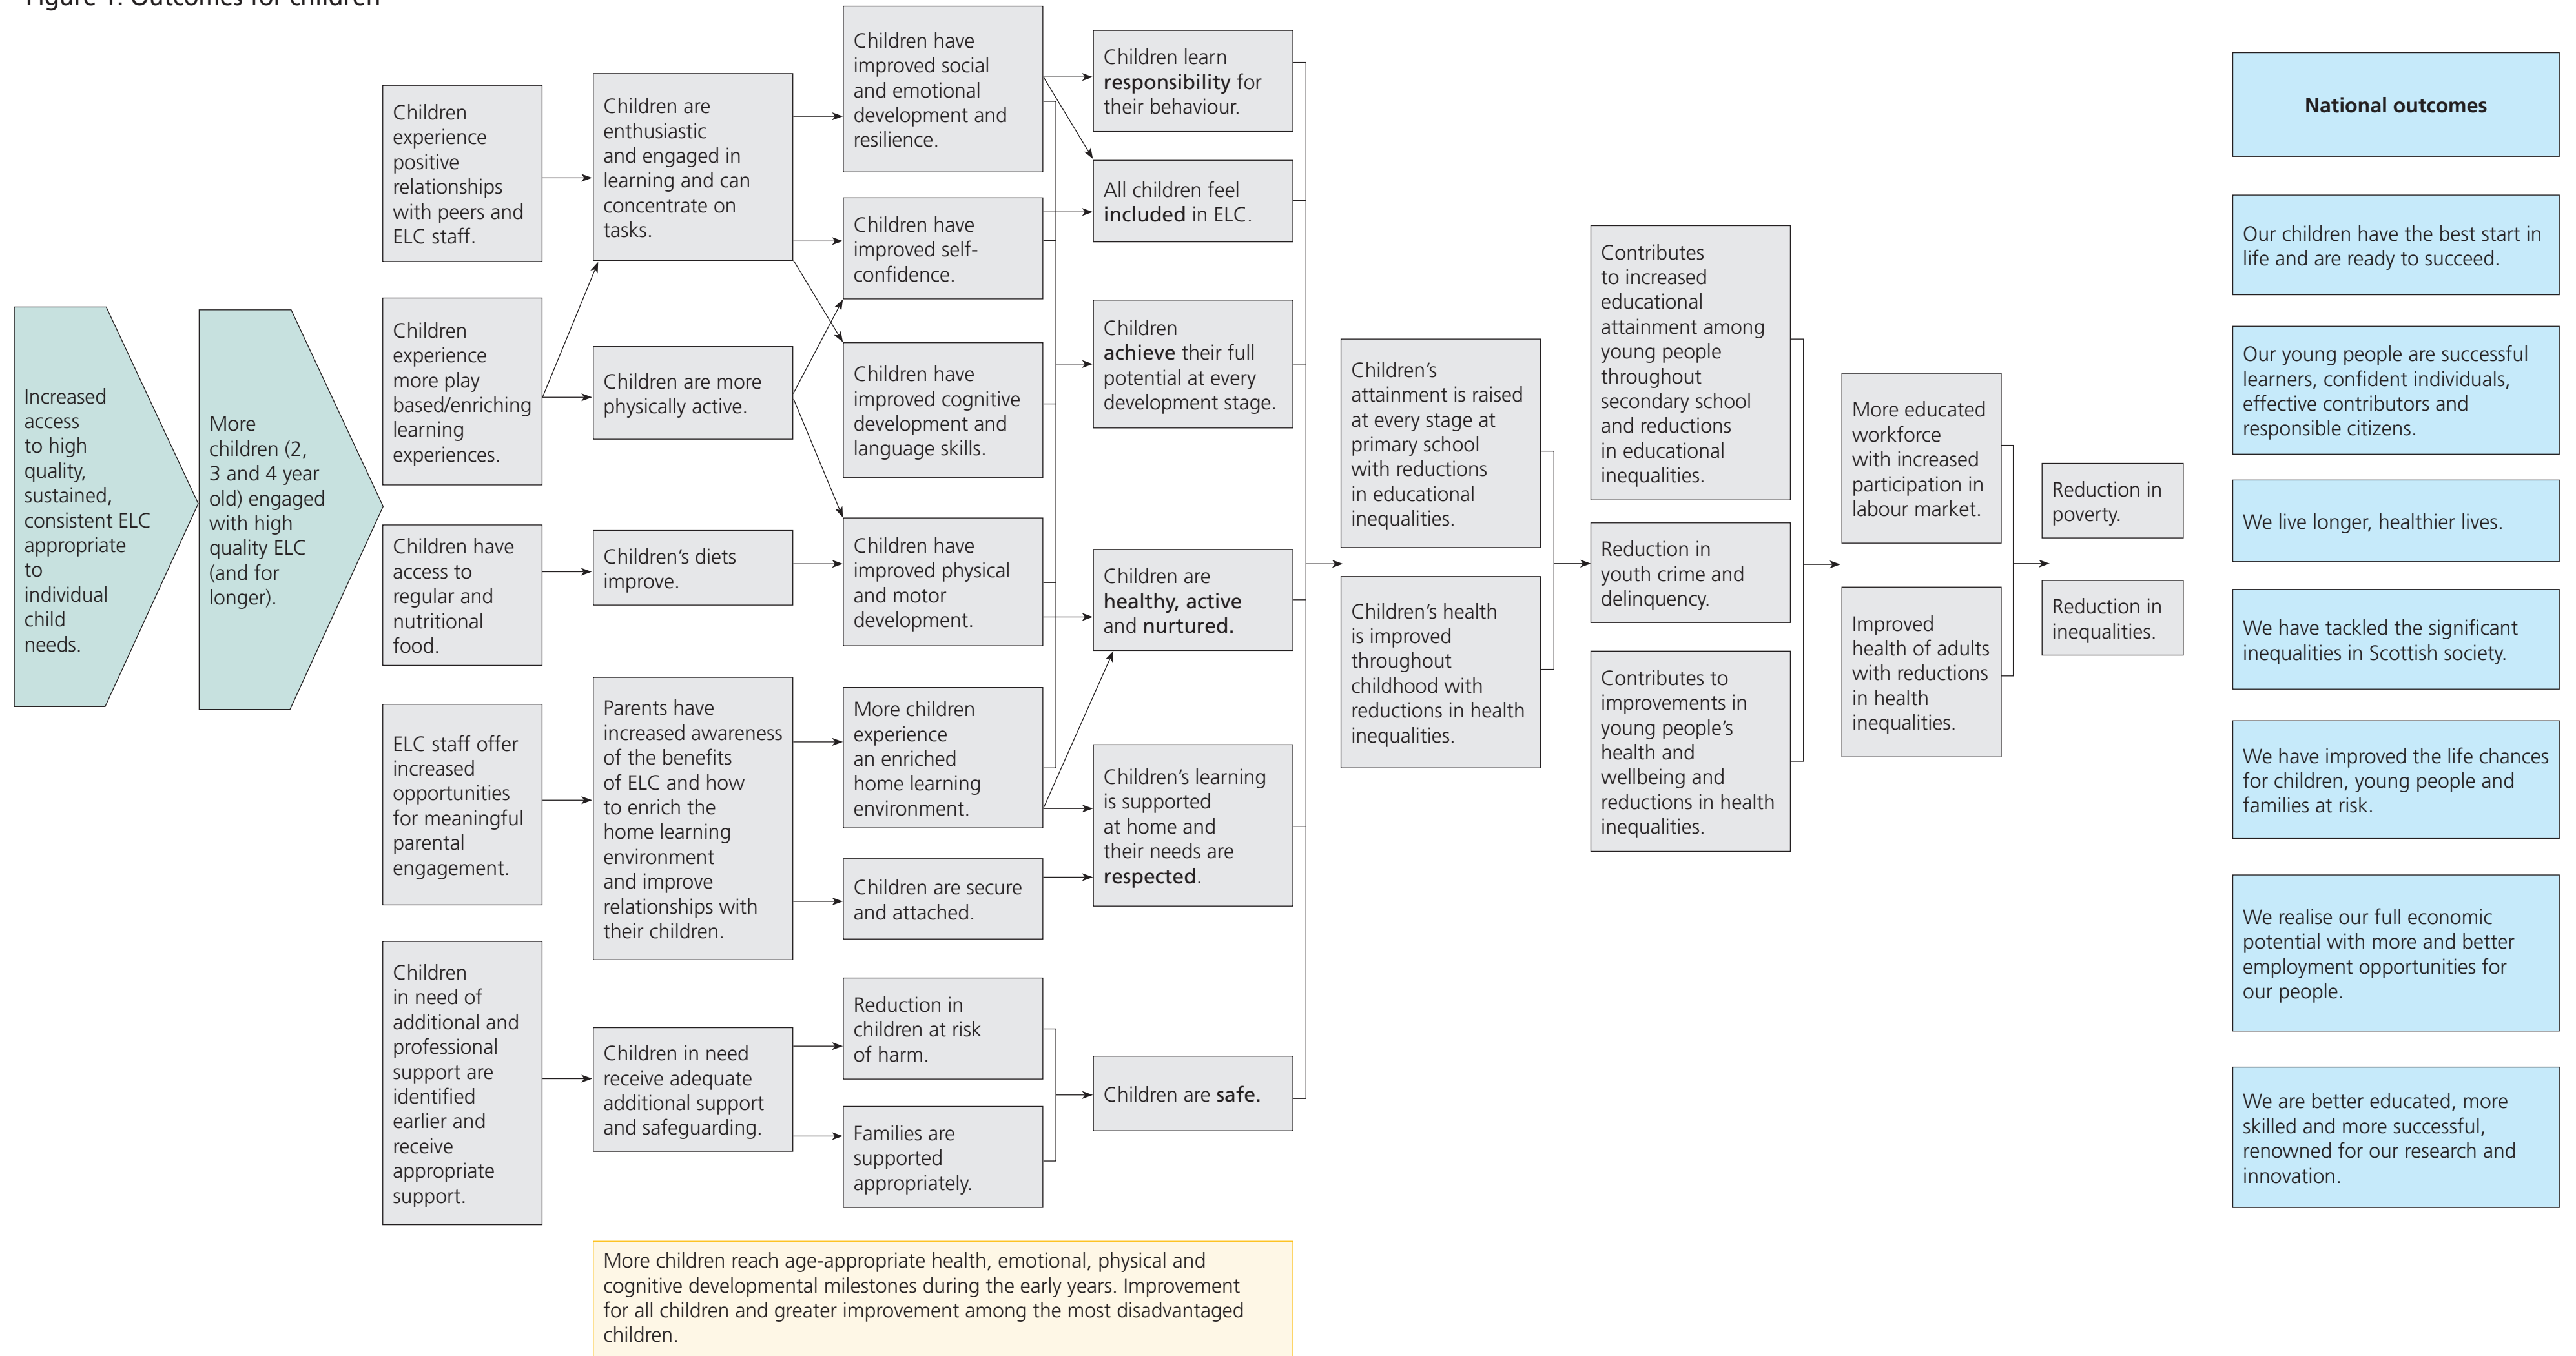 Figure 1: Outcomes for children
Increased
access
to high
quality,
sustained,
consistent ELC
appropriate
to
individual
child
needs.
More
children (2,
3 and 4 year
old) engaged
with high
quality ELC
(and for
longer).
Children
experience
positive
relationships
with peers and
ELC staff.
Children
experience
more play
based/enriching
learning
experiences.
Children have
access to
regular and
nutritional
food.
ELC staff offer
increased
opportunities
for meaningful
parental
engagement.
Children
in need of
additional and
professional
support are
identified
earlier and
receive
appropriate
support.
Children are
enthusiastic
and engaged in
learning and can
concentrate on
tasks.
Children are more
physically active.
Children’s diets
improve.
Parents have
increased awareness
of the benefits
of ELC and how
to enrich the
home learning
environment
and improve
relationships with
their children.
Children in need
receive adequate
additional support
and safeguarding.
Children have
improved social
and emotional
development and
resilience.
Children have
improved self-
confidence.
Children have
improved cognitive
development and
language skills.
Children have
improved physical
and motor
development.
More children
experience
an enriched
home learning
environment.
Children are secure
and attached.
Reduction in
children at risk
of harm.
Families are
supported
appropriately.
Children learn
responsibility for
their behaviour.
All children feel
included in ELC.
Children
achieve their full
potential at every
development stage.
Children are
healthy, active
and nurtured.
Children’s learning
is supported
at home and
their needs are
respected.
Children are safe.
More children reach age-appropriate health, emotional, physical and
cognitive developmental milestones during the early years. Improvement
for all children and greater improvement among the most disadvantaged
children.
Children’s
attainment is raised
at every stage at
primary school
with reductions
in educational
inequalities.
Children’s health
is improved
throughout
childhood with
reductions in health
inequalities.
Contributes
to increased
educational
attainment among
young people
throughout
secondary school
and reductions
in educational
inequalities.
Reduction in
youth crime and
delinquency.
Contributes to
improvements in
young people’s
health and
wellbeing and
reductions in health
inequalities.
More educated
workforce
with increased
participation in
labour market.
Improved
health of adults
with reductions
in health
inequalities.
Reduction in
poverty.
Reduction in
inequalities.
National outcomes
Our children have the best start in
life and are ready to succeed.
Our young people are successful
learners, confident individuals,
effective contributors and
responsible citizens.
We live longer, healthier lives.
We have tackled the significant
inequalities in Scottish society.
We have improved the life chances
for children, young people and
families at risk.
We realise our full economic
potential with more and better
employment opportunities for
our people.
We are better educated, more
skilled and more successful,
renowned for our research and
innovation.